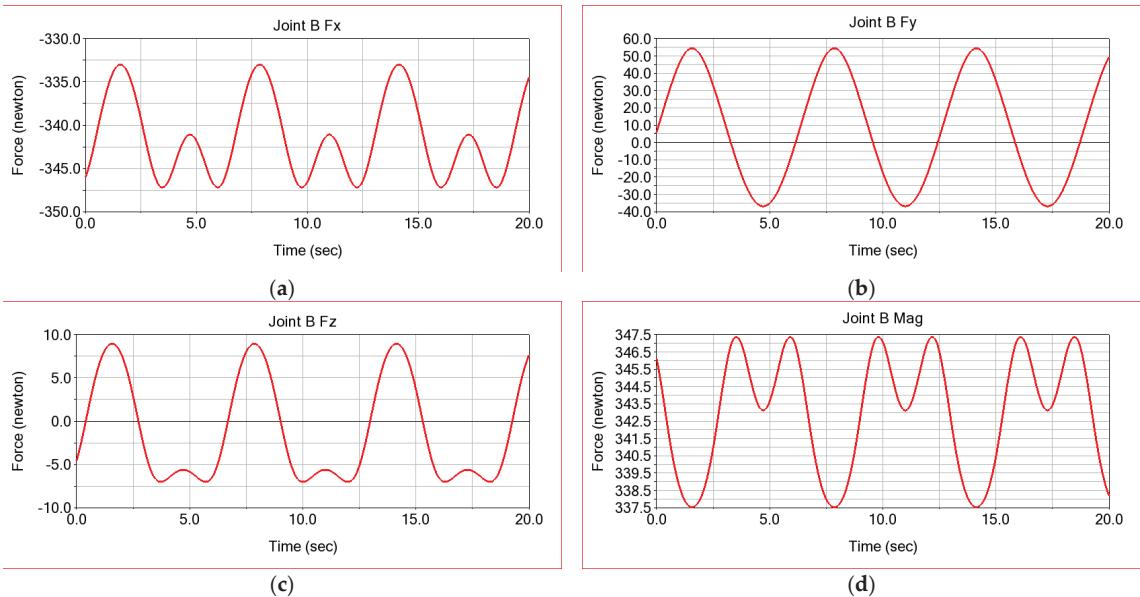 Joint B Fx
Force (newton)
-330.0
-335.0
-340.0
-345.0
-350.0
0.0 5.0 10.0 15.0 20.0
Time (sec)
(a)
Joint B Fy
Force (newton)
60.0
50.0
40.0
30.0
20.0
10.0
0.0
-10.0
-20.0
-30.0
-40.0
0.0 5.0 10.0 15.0 20.0
Time (sec)
(b)
Joint B Fz
Force (newton)
10.0
5.0
0.0
-5.0
-10.0
0.0 5.0 10.0 15.0 20.0
Time (sec)
(c)
Joint B Mag
Force (newton)
347.5
346.5
345.5
344.5
343.5
342.5
341.5
340.5
339.5
338.5
337.5
0.0 5.0 10.0 15.0 20.0
Time (sec)
(d)